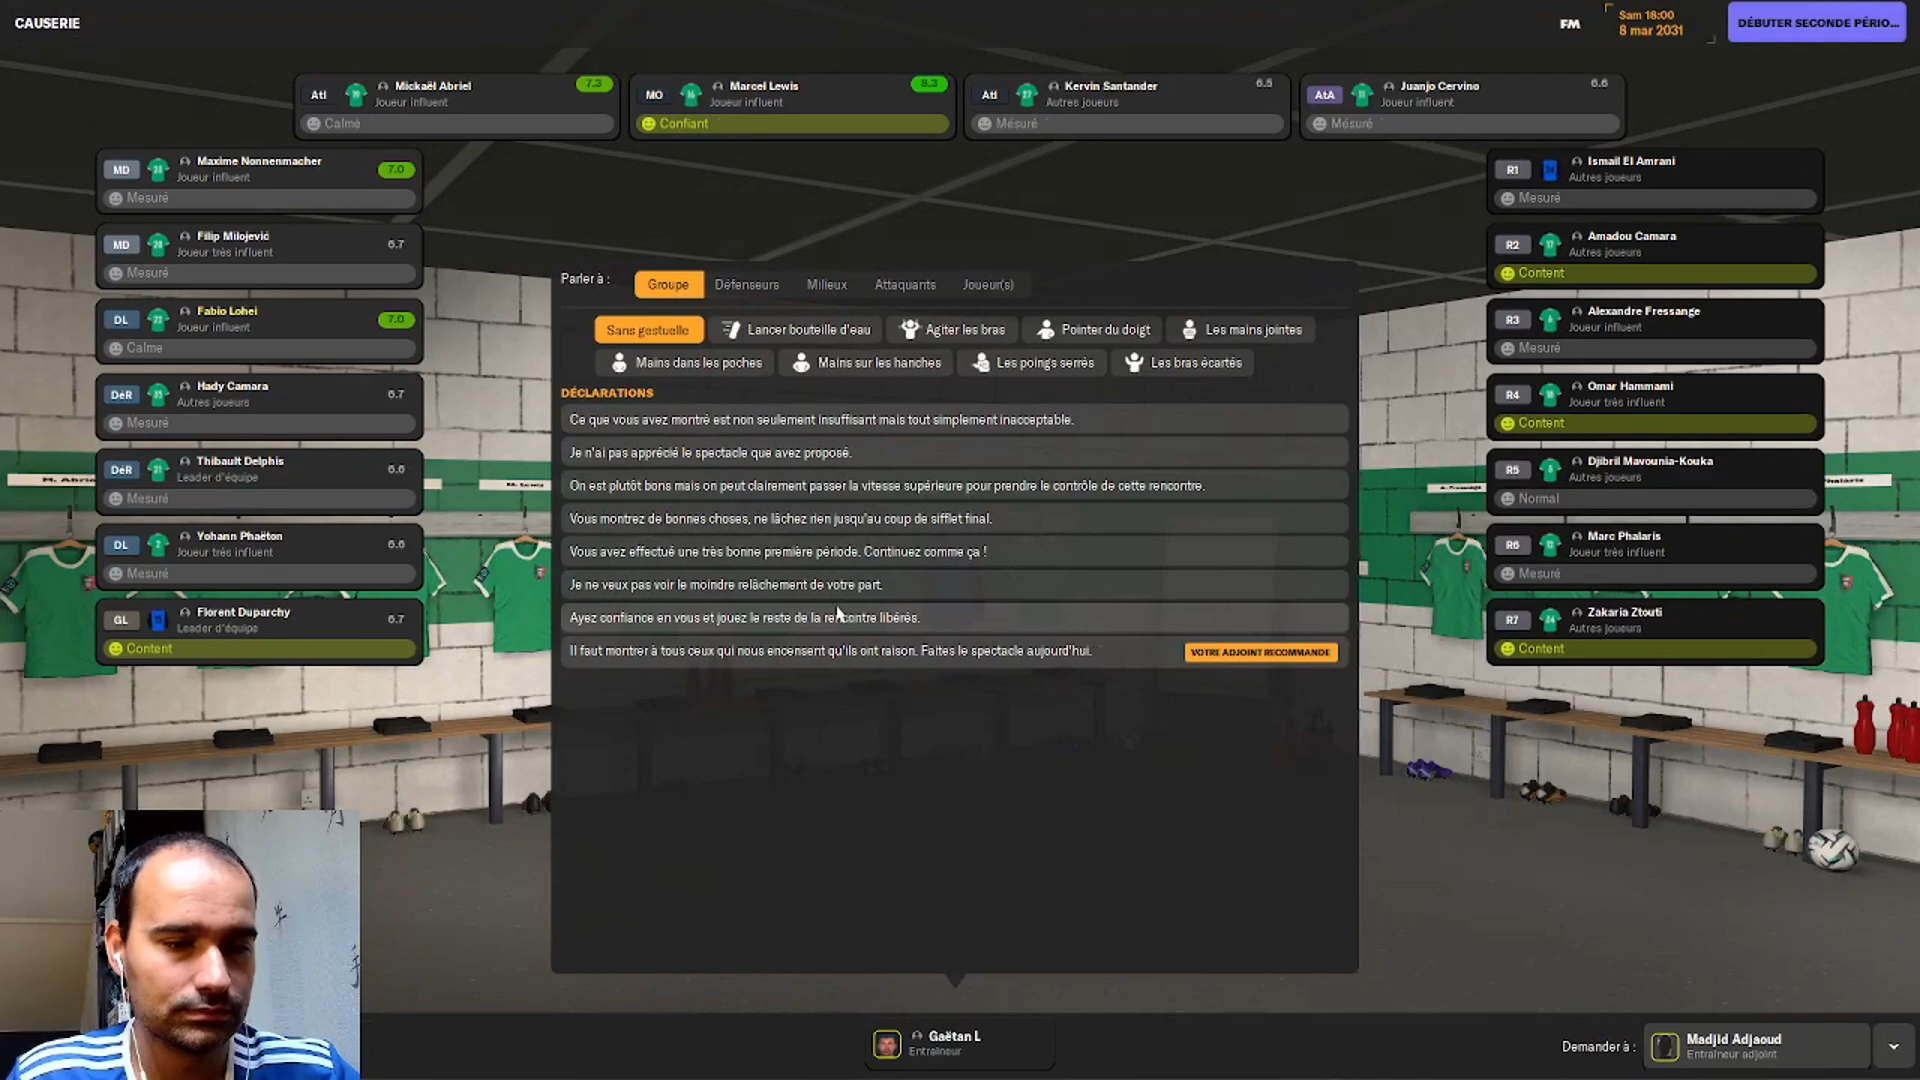 CAUSERIE
FM
Sam 18:00
8 mar 2031
DÉBUTER SECONDE PÉRIO...
AtI
19
Mickaël Abriel
Joueur influent
7.3
Calme
MO
16
Marcel Lewis
Joueur influent
8.3
Confiant
AtI
27
Kervin Santander
Autres joueurs
6.5
Mesuré
AtA
11
Juanjo Cervino
Joueur influent
6.6
Mesuré
MD
Maxime Nonnenmacher
Joueur influent
7.0
Mesuré
MD
Filip Milojević
Joueur très influent
6.7
Mesuré
DL
22
Fabio Lohei
Joueur influent
7.0
Calme
DéR
Hady Camara
Autres joueurs
6.7
Mesuré
DéR
21
Thibault Delphis
Leader d'équipe
6.6
Mesuré
DL
2
Yohann Phaëton
Joueur très influent
6.6
Mesuré
GL
Florent Duparchy
Leader d'équipe
6.7
Content
Parler à :
Groupe
Défenseurs
Milieux
Attaquants
Joueur(s)
Sans gestuelle
Lancer bouteille d'eau
Agiter les bras
Pointer du doigt
Les mains jointes
Mains dans les poches
Mains sur les hanches
Les poings serrés
Les bras écartés
DÉCLARATIONS
Ce que vous avez montré est non seulement insuffisant mais tout simplement inacceptable.
Je n'ai pas apprécié le spectacle que avez proposé.
On est plutôt bons mais on peut clairement passer la vitesse supérieure pour prendre le contrôle de cette rencontre.
Vous montrez de bonnes choses, ne lâchez rien jusqu'au coup de sifflet final.
Vous avez effectué une très bonne première période. Continuez comme ça !
Je ne veux pas voir le moindre relâchement de votre part.
Ayez confiance en vous et jouez le reste de la rencontre libérés.
Il faut montrer à tous ceux qui nous encensent qu'ils ont raison. Faites le spectacle aujourd'hui.
VOTRE ADJOINT RECOMMANDE
R1
Ismail El Amrani
Autres joueurs
Mesuré
R2
17
Amadou Camara
Autres joueurs
Content
R3
Alexandre Fressange
Joueur influent
Mesuré
R4
Omar Hammami
Joueur très influent
Content
R5
Djibril Mavounia-Kouka
Autres joueurs
Normal
R6
Marc Phalaris
Joueur très influent
Mesuré
R7
Zakaria Ztouti
Autres joueurs
Content
Gaëtan L
Entraîneur
Demander à :
Madjid Adjaoud
Entraîneur adjoint